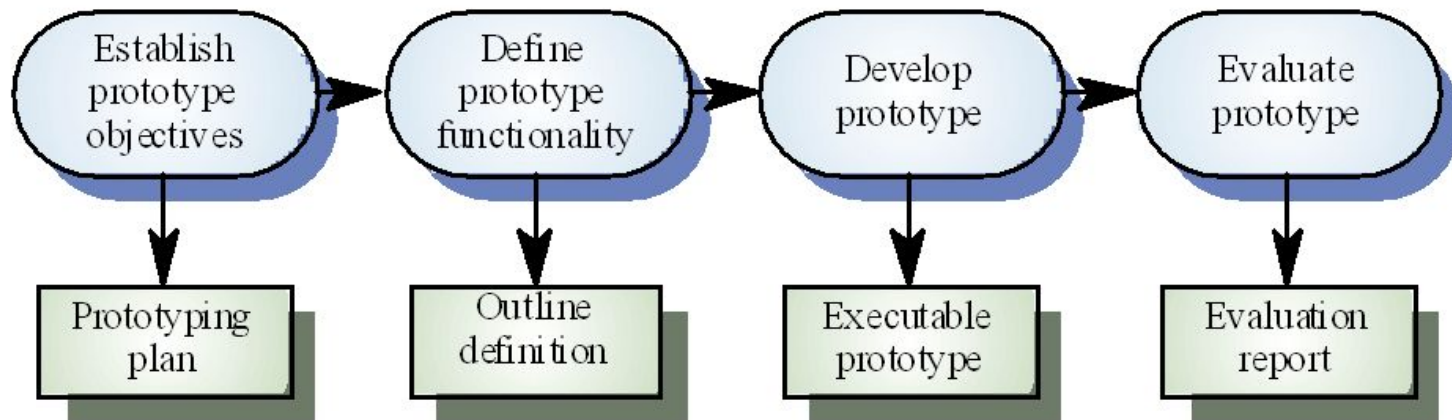 Establish
prototype
objectives
Define
prototype
functionality
Develop
prototype
Evaluate
prototype
Prototyping
plan
Outline
definition
Executable
prototype
Evaluation
report